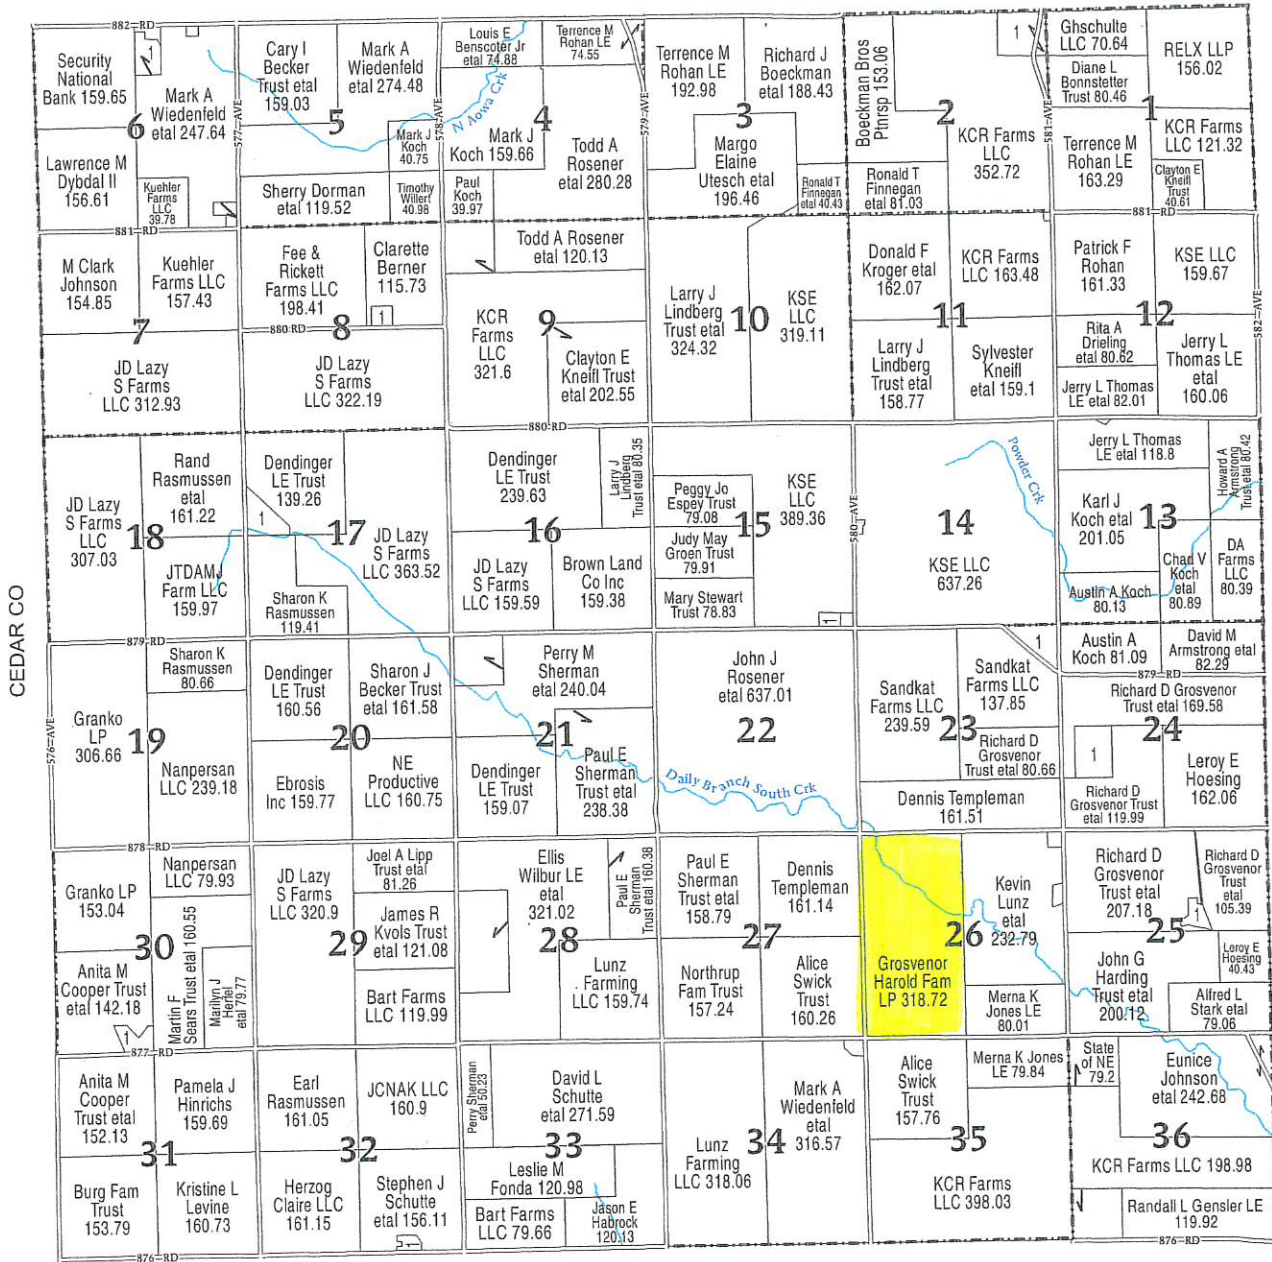 882 RD
Security
National
Bank 159.65
1
Mark A
Wiedenfeld
etal 247.64
6
Lawrence M
Dybdal II
156.61
Kuehler
Farms
LLC
39.78
577 AVE
Cary I
Becker
Trust etal
159.03
Mark A
Wiedenfeld
etal 274.48
5
Mark J
Koch
40.75
Sherry Dorman
etal 119.52
Timothy
Willert
40.98
578 AVE
Louis E
Benscoter Jr
etal 74.88
Terrence M
Rohan LE
74.55
N Aowa Crk
4
Mark J
Koch 159.66
Todd A
Rosener
etal 280.28
Paul
Koch
39.97
579 AVE
Terrence M
Rohan LE
192.98
Richard J
Boeckman
etal 188.43
3
Margo
Elaine
Utesch etal
196.46
Ronald T
Finnegan
etal 40.43
Boeckman Bros
Ptnrsp 153.06
1
2
KCR Farms
LLC
352.72
Ronald T
Finnegan
etal 81.03
581 AVE
Ghschulte
LLC 70.64
Diane L
Bonnstetter
Trust 80.46
RELX LLP
156.02
1
Terrence M
Rohan LE
163.29
KCR Farms
LLC 121.32
Clayton E
Kneifl
Trust
40.61
881 RD
881 RD
M Clark
Johnson
154.85
Kuehler
Farms LLC
157.43
7
JD Lazy
S Farms
LLC 312.93
Fee &
Rickett
Farms LLC
198.41
Clarette
Berner
115.73
1
880 RD
8
JD Lazy
S Farms
LLC 322.19
Todd A Rosener
etal 120.13
9
KCR
Farms
LLC
321.6
Clayton E
Kneifl Trust
etal 202.55
880 RD
Larry J
Lindberg
Trust etal
324.32
10
KSE
LLC
319.11
Donald F
Kroger etal
162.07
KCR Farms
LLC 163.48
11
Larry J
Lindberg
Trust etal
158.77
Sylvester
Kneifl
etal 159.1
Patrick F
Rohan
161.33
KSE LLC
159.67
582 AVE
12
Rita A
Drieling
etal 80.62
Jerry L Thomas
LE etal 82.01
Jerry L
Thomas LE
etal
160.06
JD Lazy
S Farms
LLC
307.03
18
Rand
Rasmussen
etal
161.22
JTDAMJ
Farm LLC
159.97
Dendinger
LE Trust
139.26
1
17
JD Lazy
S Farms
LLC 363.52
Sharon K
Rasmussen
119.41
Dendinger
LE Trust
239.63
Larry J
Lindberg
Trust etal 80.35
16
JD Lazy
S Farms
LLC 159.59
Brown Land
Co Inc
159.38
Peggy Jo
Espey Trust
79.08
15
Judy May
Groen Trust
79.91
Mary Stewart
Trust 78.83
KSE
LLC
389.36
1
580 AVE
Powder Crk
14
KSE LLC
637.26
Jerry L Thomas
LE etal 118.8
Howard A
Armstrong
Trust etal 80.42
Karl J
Koch etal
201.05
13
Austin A Koch
80.13
Chad V
Koch
etal
80.89
DA
Farms
LLC
80.39
CEDAR CO
879 RD
576 AVE
Granko
LP
306.66
19
Sharon K
Rasmussen
80.66
Nanpersan
LLC 239.18
Dendinger
LE Trust
160.56
Sharon J
Becker Trust
etal 161.58
20
Ebrosis
Inc 159.77
NE
Productive
LLC 160.75
Perry M
Sherman
etal 240.04
21
Dendinger
LE Trust
159.07
Paul E
Sherman
Trust etal
238.38
John J
Rosener
etal 637.01
22
Daily Branch South Crk
Sandkat
Farms LLC
239.59
1
Sandkat
Farms LLC
137.85
23
Richard D
Grosvenor
Trust etal 80.66
Dennis Templeman
161.51
Austin A
Koch 81.09
David M
Armstrong etal
82.29
879 RD
Richard D Grosvenor
Trust etal 169.58
24
1
Richard D
Grosvenor Trust
etal 119.99
Leroy E
Hoesing
162.06
878 RD
Granko LP
153.04
Nanpersan
LLC 79.93
30
Anita M
Cooper Trust
etal 142.18
1
Martin F
Sears Trust etal 160.55
Marilyn J
Herfel
etal 79.77
JD Lazy
S Farms
LLC 320.9
29
Joel A Lipp
Trust etal
81.26
James R
Kvols Trust
etal 121.08
Bart Farms
LLC 119.99
Ellis
Wilbur LE
etal
321.02
Paul E
Sherman
Trust etal 160.38
28
Lunz
Farming
LLC 159.74
Paul E
Sherman
Trust etal
158.79
Dennis
Templeman
161.14
27
Northrup
Fam Trust
157.24
Alice
Swick
Trust
160.26
26
Grosvenor
Harold Fam
LP 318.72
Kevin
Lunz
etal
232.79
Merna K
Jones LE
80.01
Richard D
Grosvenor
Trust etal
207.18
Richard D
Grosvenor
Trust
etal
105.39
1
25
John G
Harding
Trust etal
200.12
Leroy E
Hoesing
40.43
Alfred L
Stark etal
79.06
877 RD
Anita M
Cooper
Trust etal
152.13
Pamela J
Hinrichs
159.69
31
Burg Fam
Trust
153.79
Kristine L
Levine
160.73
Earl
Rasmussen
161.05
JCNAK LLC
160.9
32
Herzog
Claire LLC
161.15
Stephen J
Schutte
etal 156.11
1
Perry Sherman
etal 50.23
David L
Schutte
etal 271.59
33
Leslie M
Fonda 120.98
Bart Farms
LLC 79.66
Jason E
Habrock
120.13
Lunz
Farming
LLC 318.06
34
Mark A
Wiedenfeld
etal
316.57
Alice
Swick
Trust
157.76
Merna K Jones
LE 79.84
35
KCR Farms
LLC 398.03
State
of NE
79.2
Eunice
Johnson
etal 242.68
36
KCR Farms LLC 198.98
Randall L Gensler LE
119.92
876 RD
876 RD